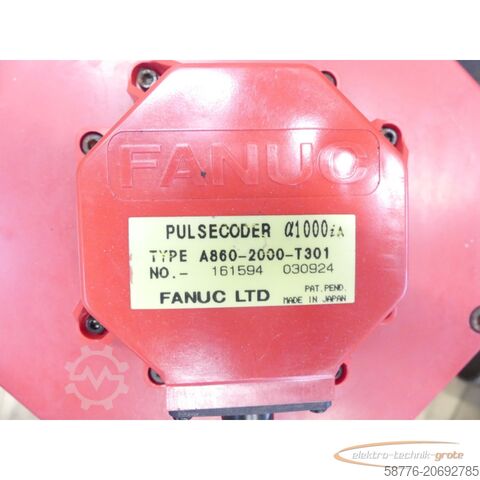 FANUC
PULSECODER α1000iA
TYPE A860-2000-T301
NO.- 161594 030924
PAT. PEND.
FANUC LTD MADE IN JAPAN
elektro-technik-grote
58776-20692785